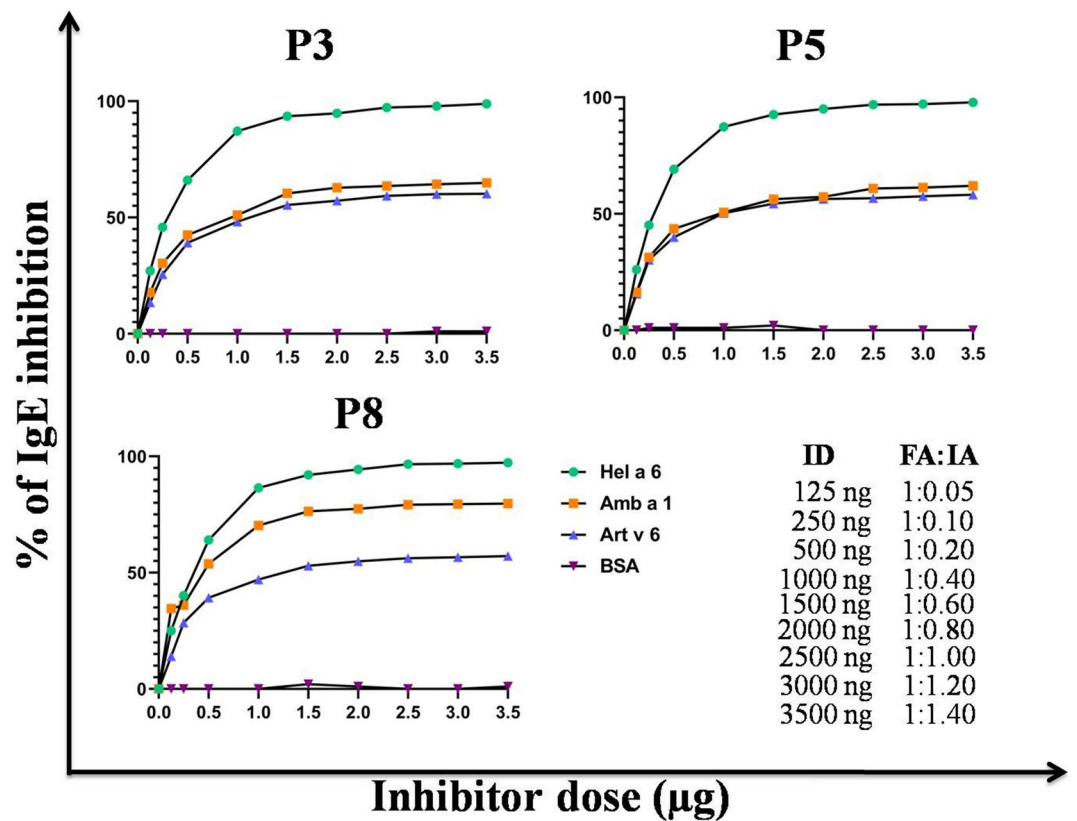 P3
P5
100
50
0
0.0 0.5 1.0 1.5 2.0 2.5 3.0 3.5
100
50
0
0.0 0.5 1.0 1.5 2.0 2.5 3.0 3.5
% of IgE inhibition
P8
100
50
0
0.0 0.5 1.0 1.5 2.0 2.5 3.0 3.5
Hel a 6
Amb a 1
Art v 6
BSA
ID FA:IA
125 ng 1:0.05
250 ng 1:0.10
500 ng 1:0.20
1000 ng 1:0.40
1500 ng 1:0.60
2000 ng 1:0.80
2500 ng 1:1.00
3000 ng 1:1.20
3500 ng 1:1.40
Inhibitor dose (µg)